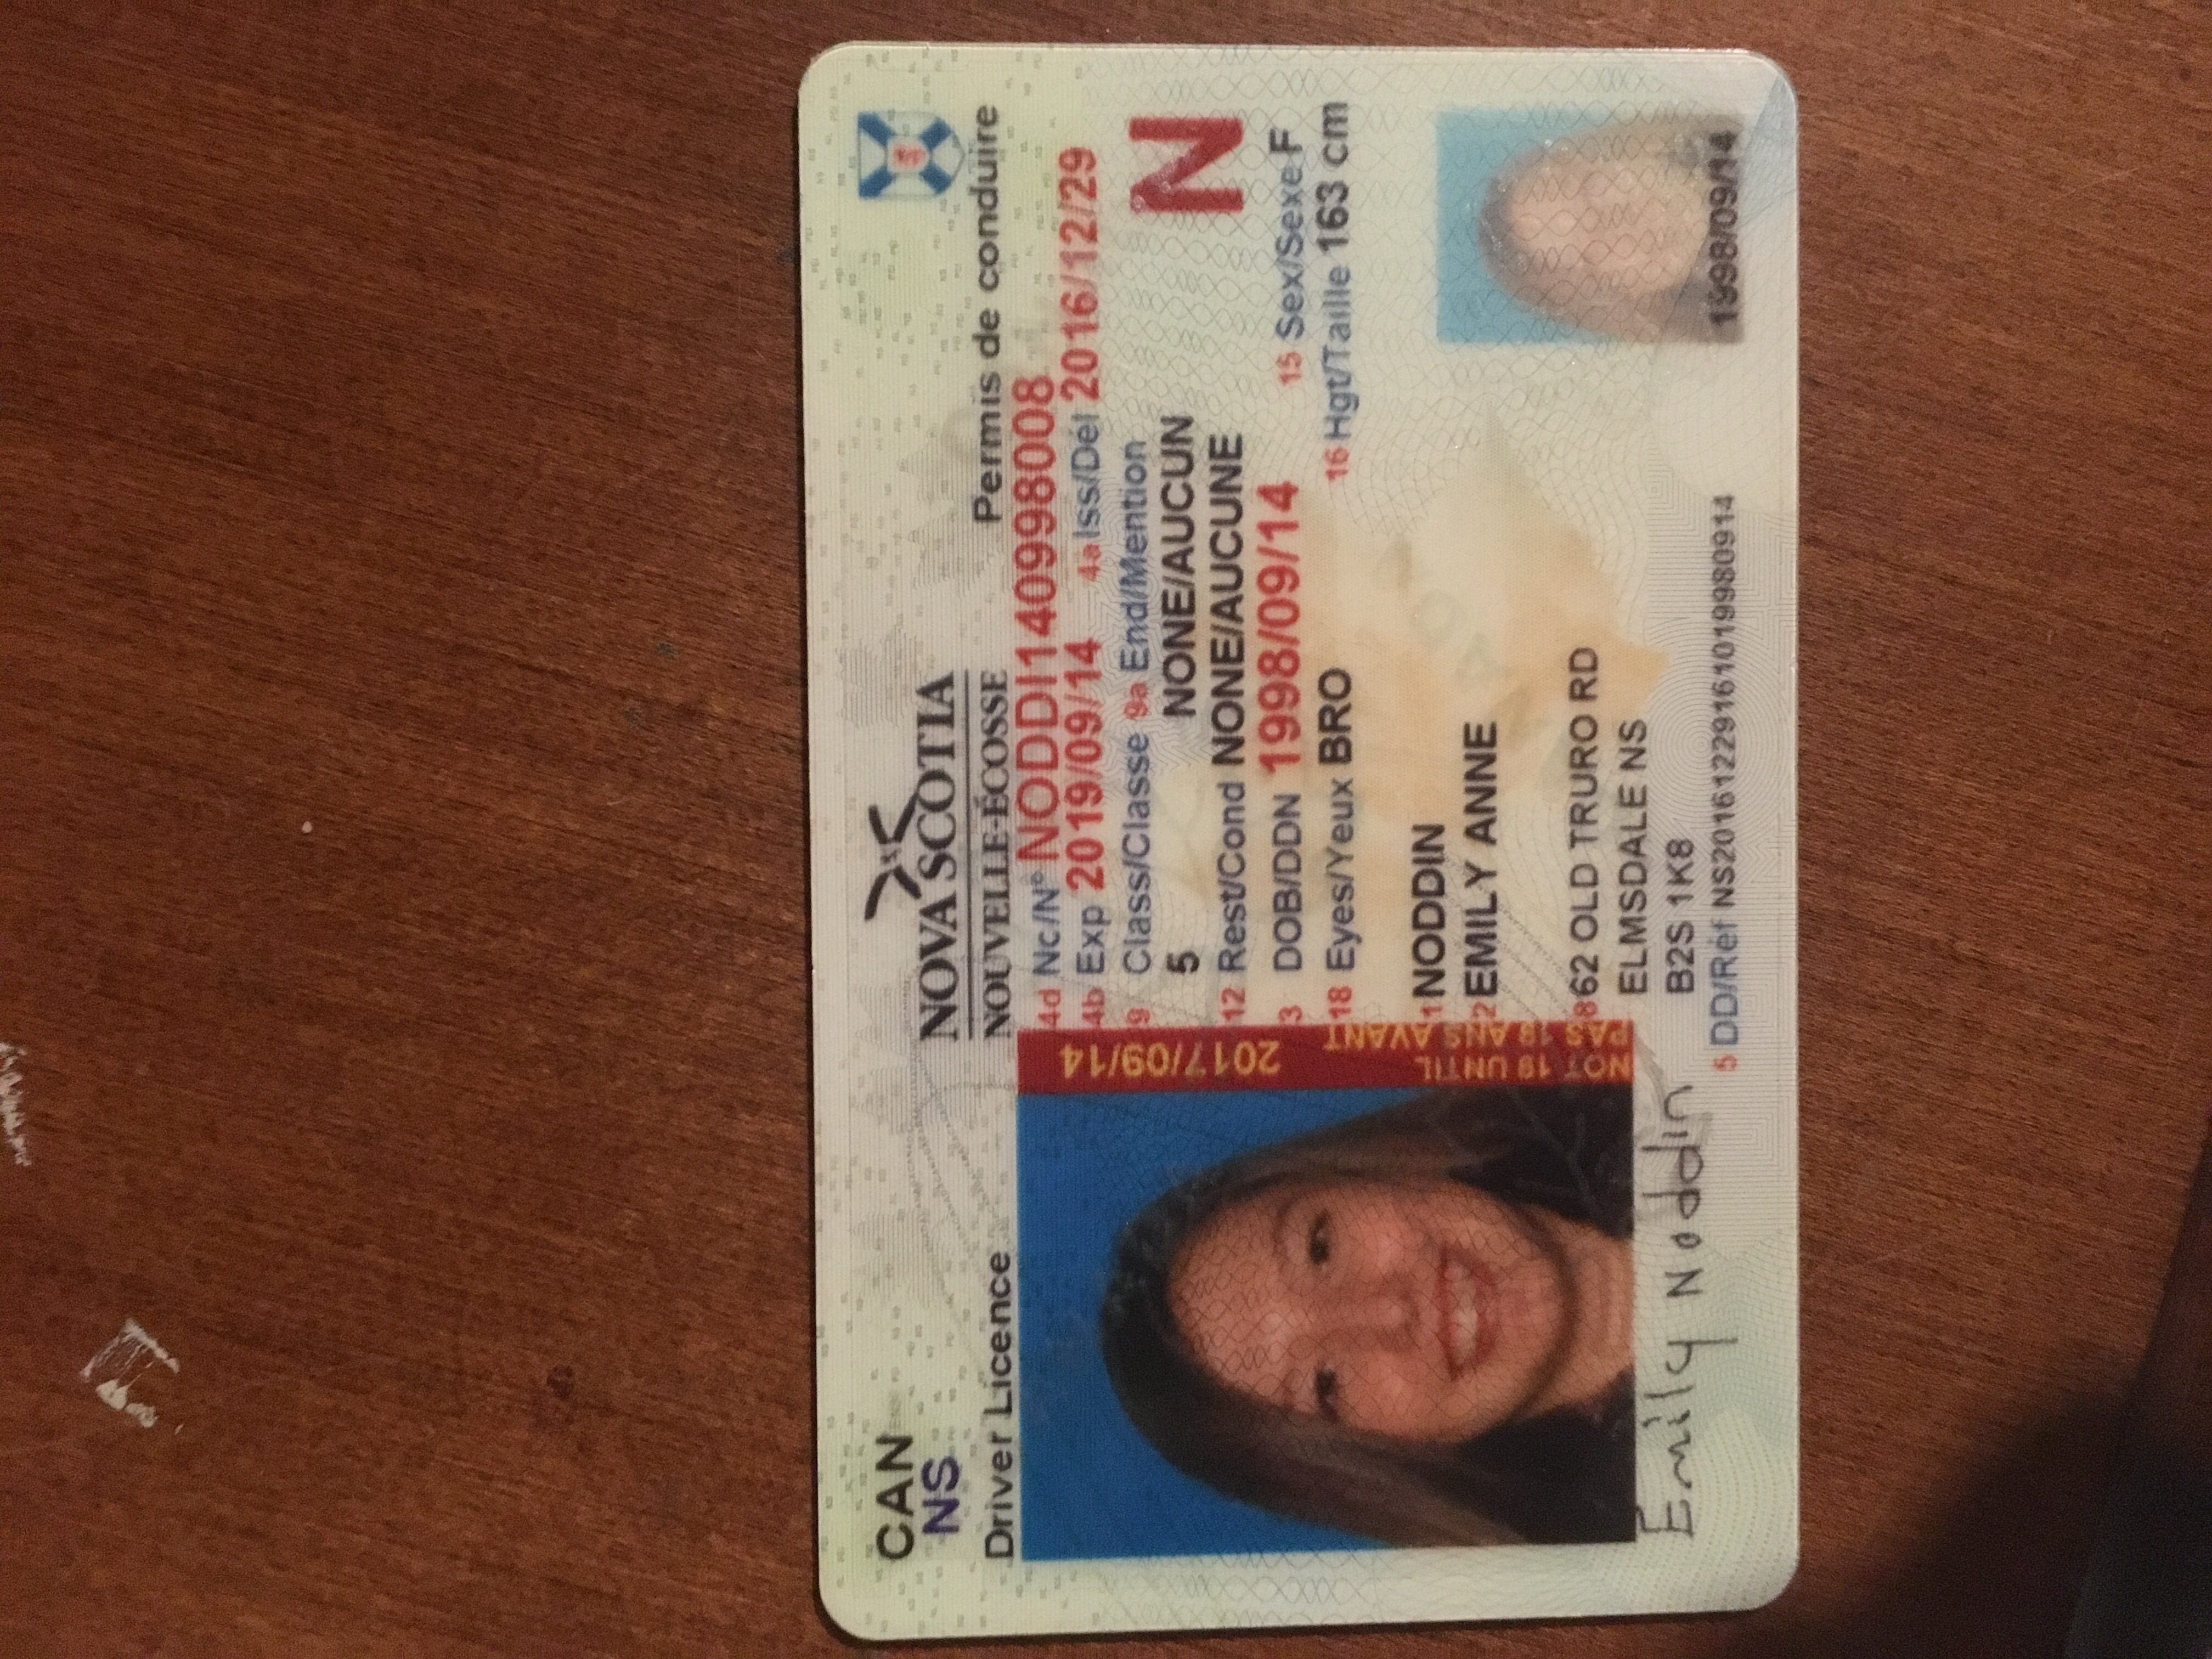 CAN
NS
NOVA SCOTIA
NOUVELLE-ÉCOSSE
Driver Licence
Permis de conduire
4d Nc/N° NODDI140998008
4b Exp 2019/09/14 4a Iss/Dél 2016/12/29
9 Class/Classe 9a End/Mention
5 NONE/AUCUN
N
12 Rest/Cond NONE/AUCUNE
3 DOB/DDN 1998/09/14 15 Sex/Sexe F
18 Eyes/Yeux BRO 16 Hgt/Taille 163 cm
NOT 19 UNTIL 2017/09/14
PAS 19 ANS AVANT
1 NODDIN
2 EMILY ANNE
8 62 OLD TRURO RD
ELMSDALE NS
B2S 1K8
Emily Noddin
5 DD/Réf NS20161229161019980914
1998/09/14